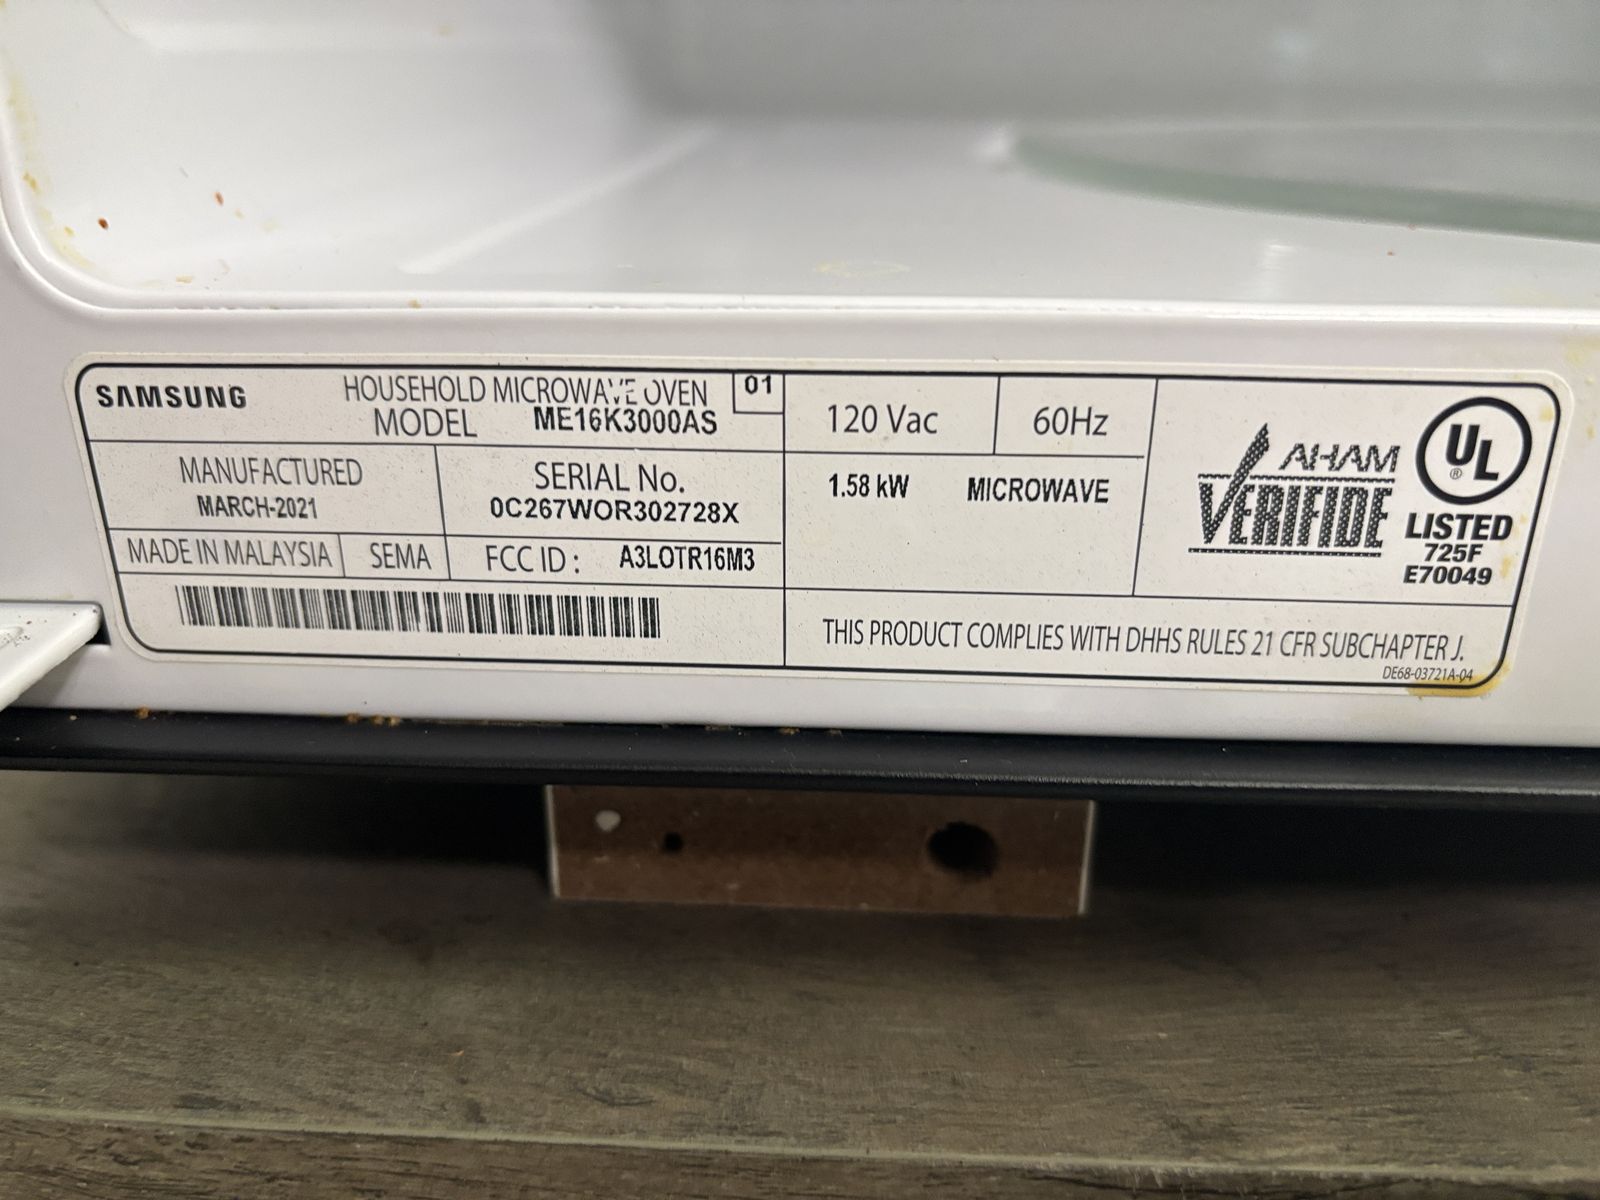 SAMSUNG
HOUSEHOLD MICROWAVE OVEN
01
MODEL ME16K3000AS
MANUFACTURED
MARCH-2021
SERIAL No.
0C267WOR302728X
MADE IN MALAYSIA
SEMA
FCC ID : A3LOTR16M3
120 Vac
60Hz
1.58 kW MICROWAVE
AHAM
VERIFIDE
UL
®
LISTED
725F
E70049
THIS PRODUCT COMPLIES WITH DHHS RULES 21 CFR SUBCHAPTER J.
DE68-03721A-04